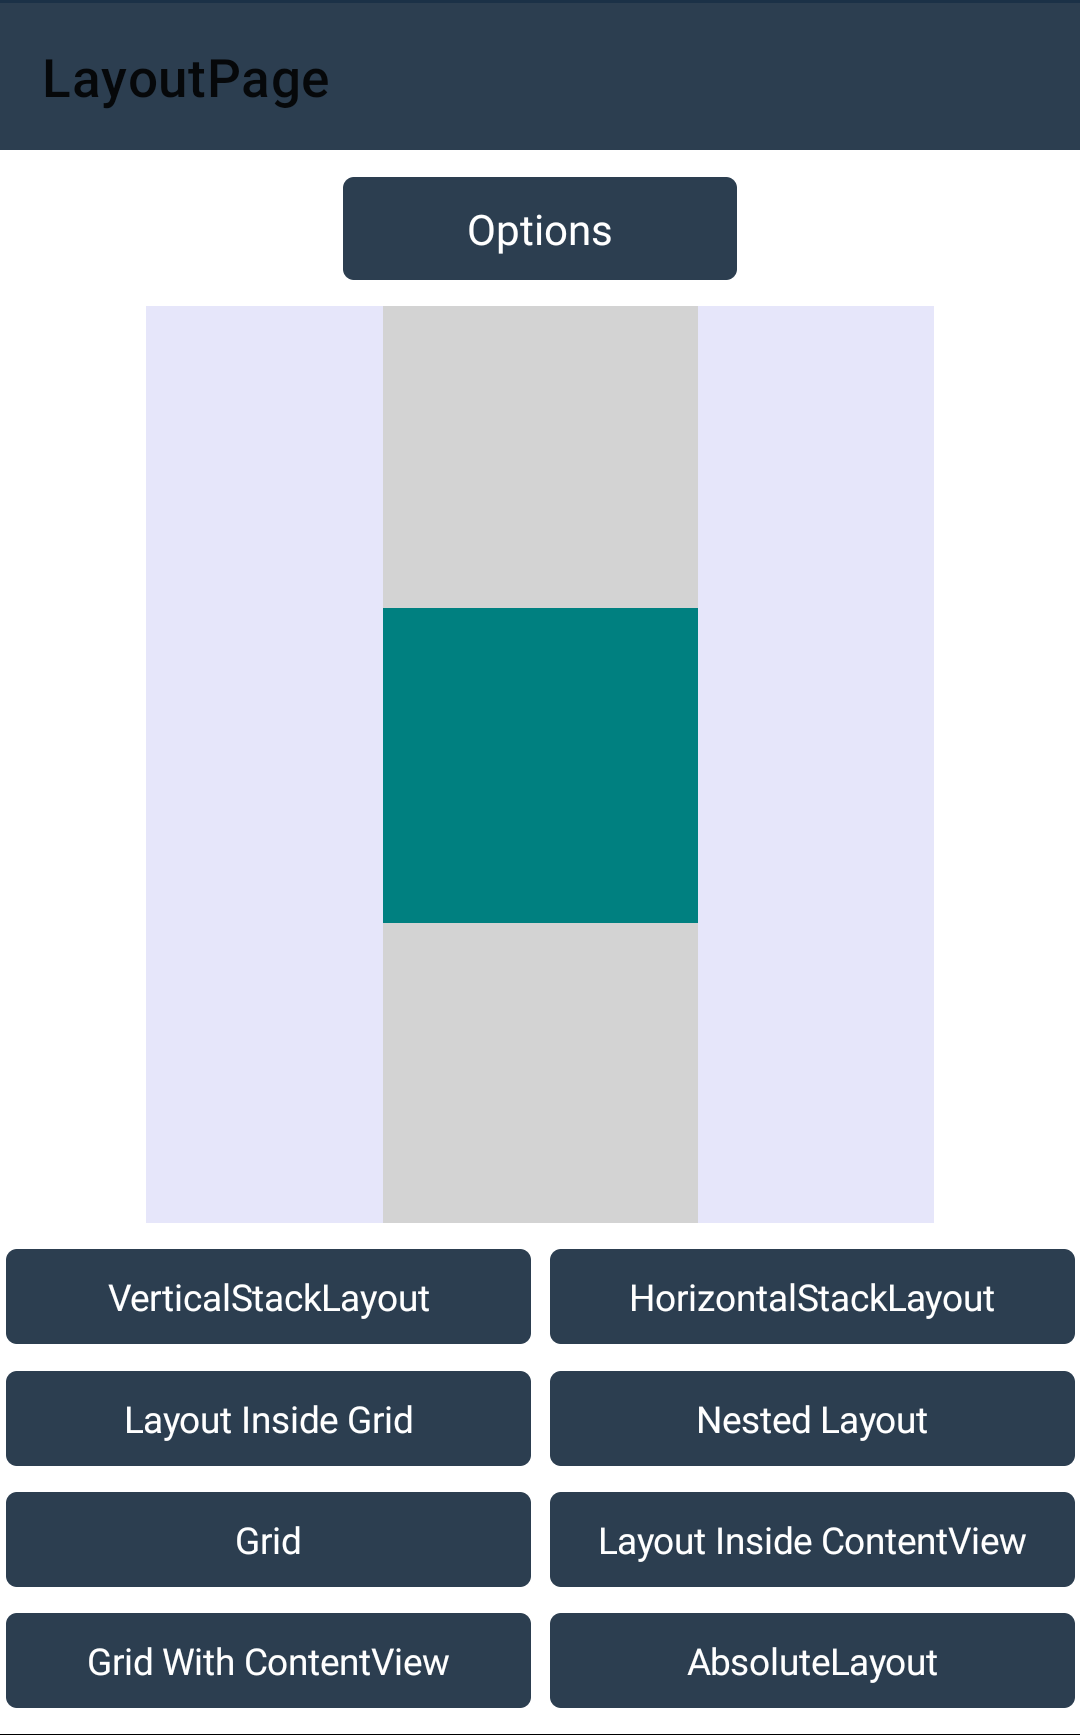 LayoutPage
Options
VerticalStackLayout
HorizontalStackLayout
Layout Inside Grid
Nested Layout
Grid
Layout Inside ContentView
Grid With ContentView
AbsoluteLayout